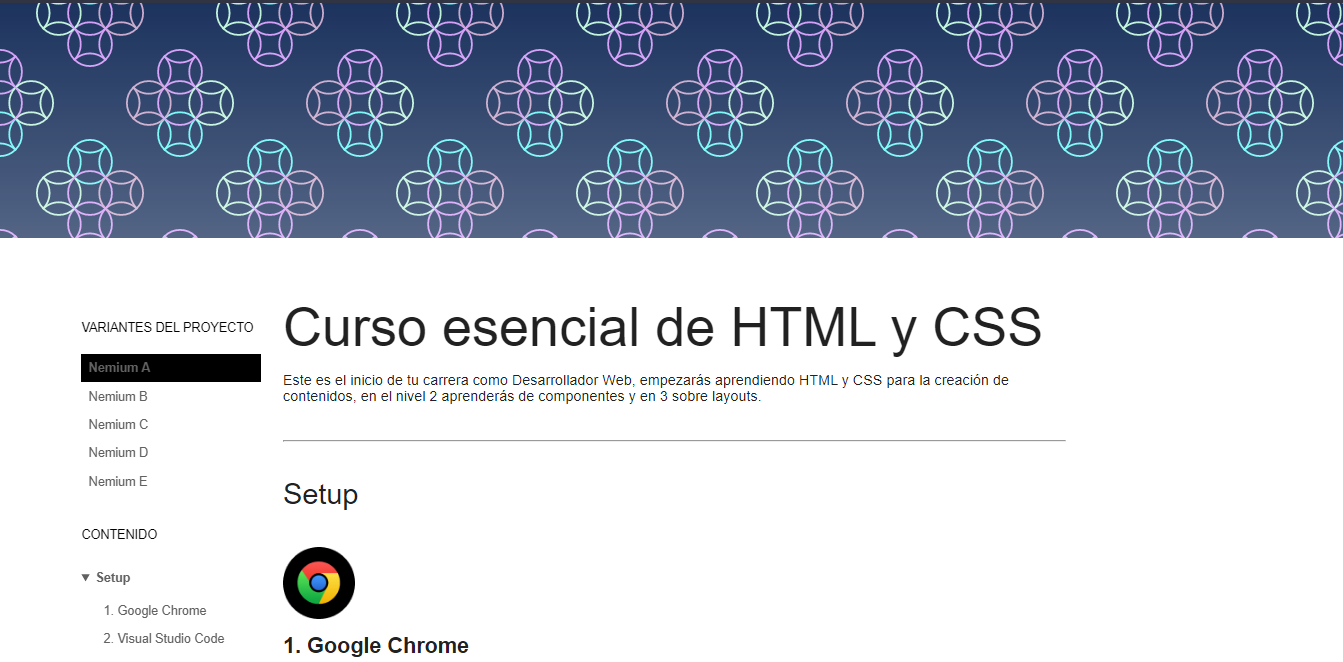 VARIANTES DEL PROYECTO
Nemium A
Nemium B
Nemium C
Nemium D
Nemium E
CONTENIDO
▼ Setup
1. Google Chrome
2. Visual Studio Code
Curso esencial de HTML y CSS
Este es el inicio de tu carrera como Desarrollador Web, empezarás aprendiendo HTML y CSS para la creación de
contenidos, en el nivel 2 aprenderás de componentes y en 3 sobre layouts.
Setup
1. Google Chrome